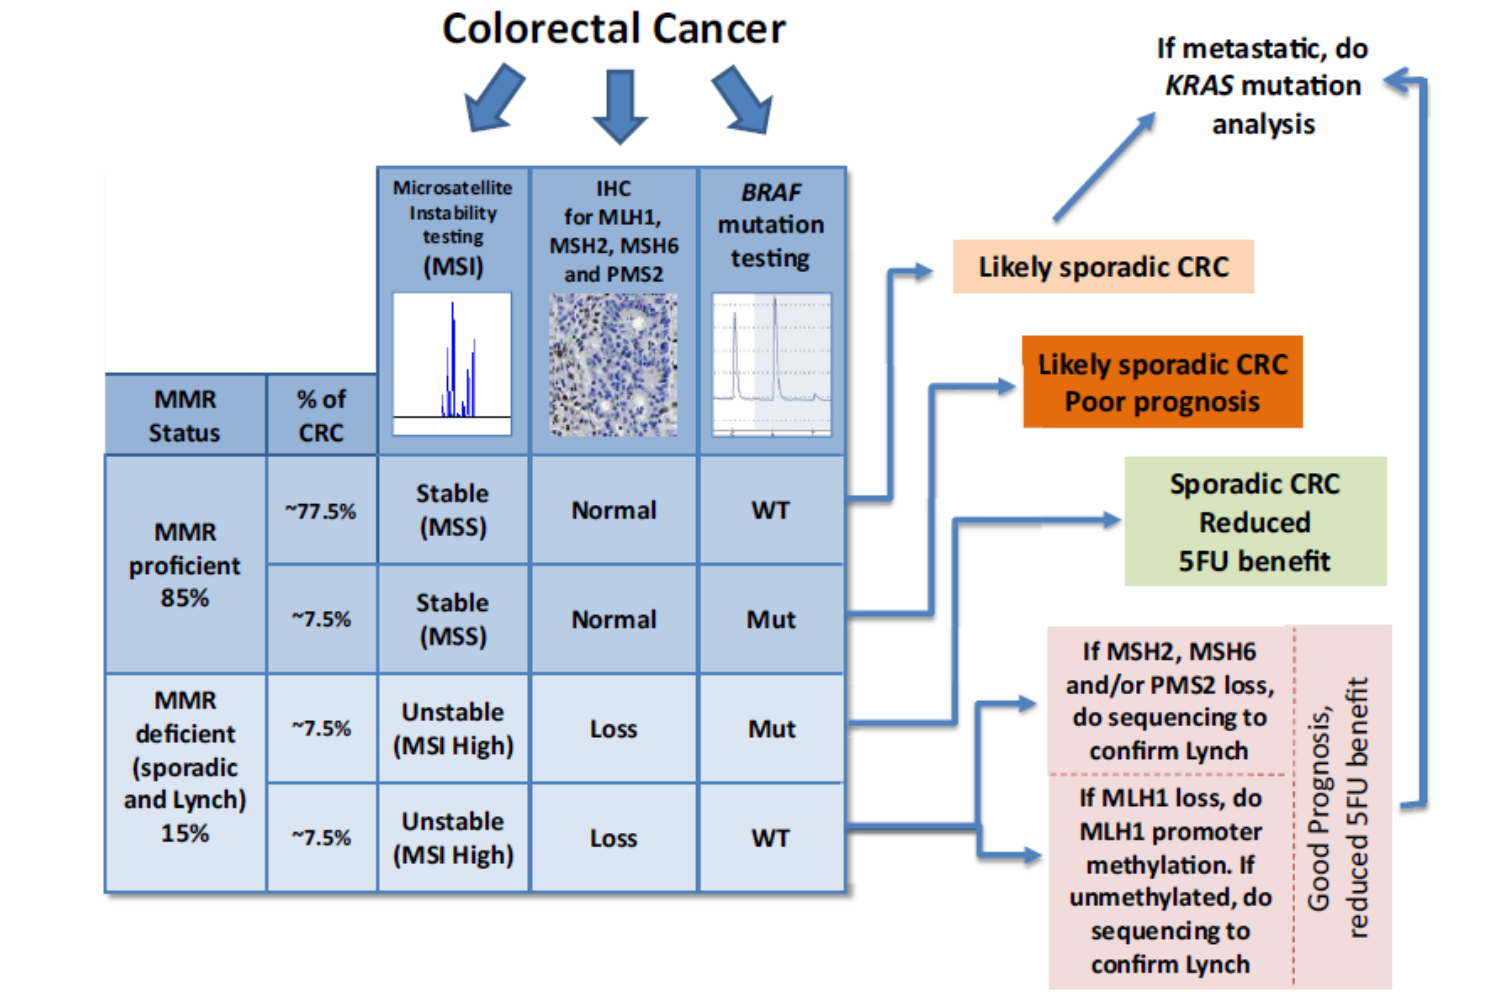 Colorectal Cancer
If metastatic, do
KRAS mutation
analysis
Microsatellite
Instability
testing
(MSI)
IHC
for MLH1,
MSH2, MSH6
and PMS2
BRAF
mutation
testing
Likely sporadic CRC
Likely sporadic CRC
Poor prognosis
MMR
Status
% of
CRC
MMR
proficient
85%
~77.5%
Stable
(MSS)
Normal
WT
~7.5%
Stable
(MSS)
Normal
Mut
Sporadic CRC
Reduced
5FU benefit
MMR
deficient
(sporadic
and Lynch)
15%
~7.5%
Unstable
(MSI High)
Loss
Mut
~7.5%
Unstable
(MSI High)
Loss
WT
If MSH2, MSH6
and/or PMS2 loss,
do sequencing to
confirm Lynch
If MLH1 loss, do
MLH1 promoter
methylation. If
unmethylated, do
sequencing to
confirm Lynch
Good Prognosis,
reduced 5FU benefit